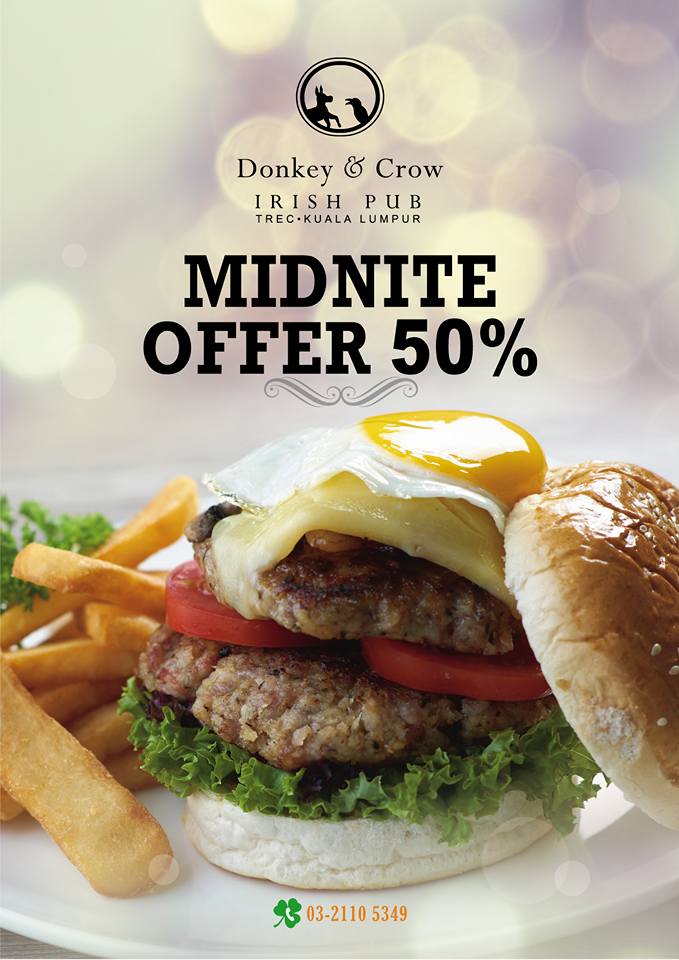 Donkey & Crow
IRISH PUB
TREC•KUALA LUMPUR
MIDNITE
OFFER 50%
03-2110 5349